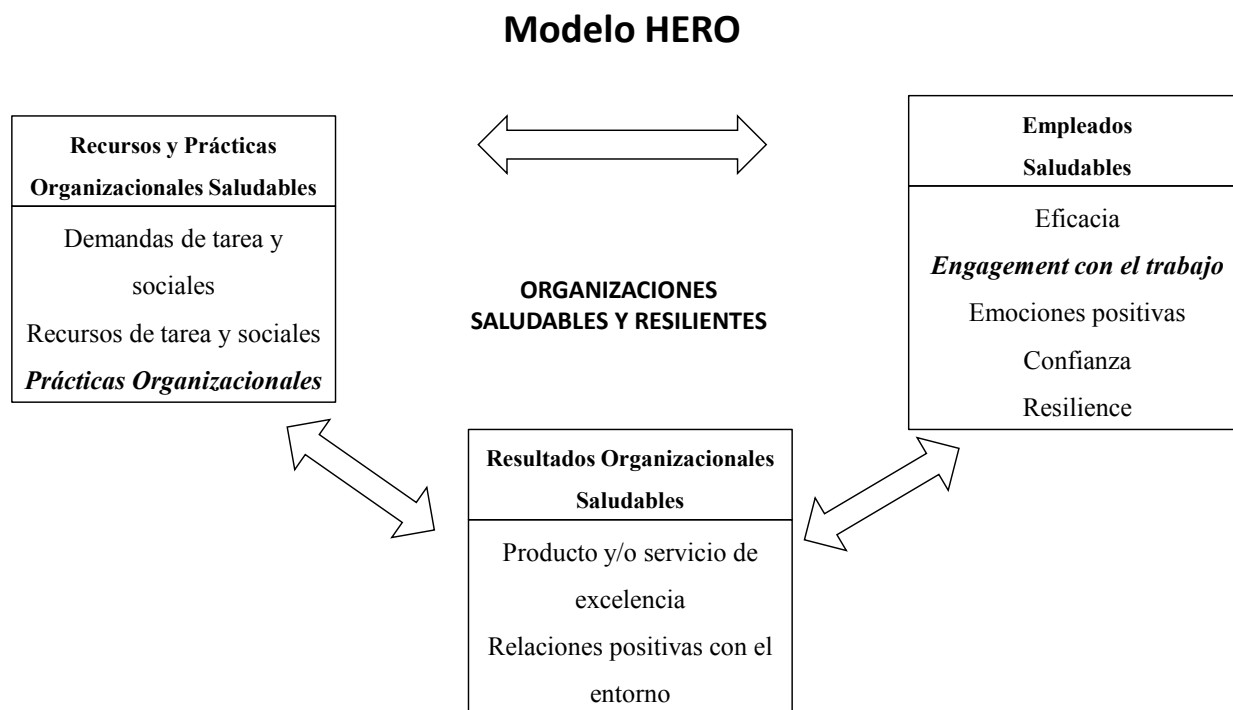 Modelo HERO
Recursos y Prácticas
Organizacionales Saludables
Demandas de tarea y
sociales
Recursos de tarea y sociales
Prácticas Organizacionales
ORGANIZACIONES
SALUDABLES Y RESILIENTES
Empleados
Saludables
Eficacia
Engagement con el trabajo
Emociones positivas
Confianza
Resilience
Resultados Organizacionales
Saludables
Producto y/o servicio de
excelencia
Relaciones positivas con el
entorno